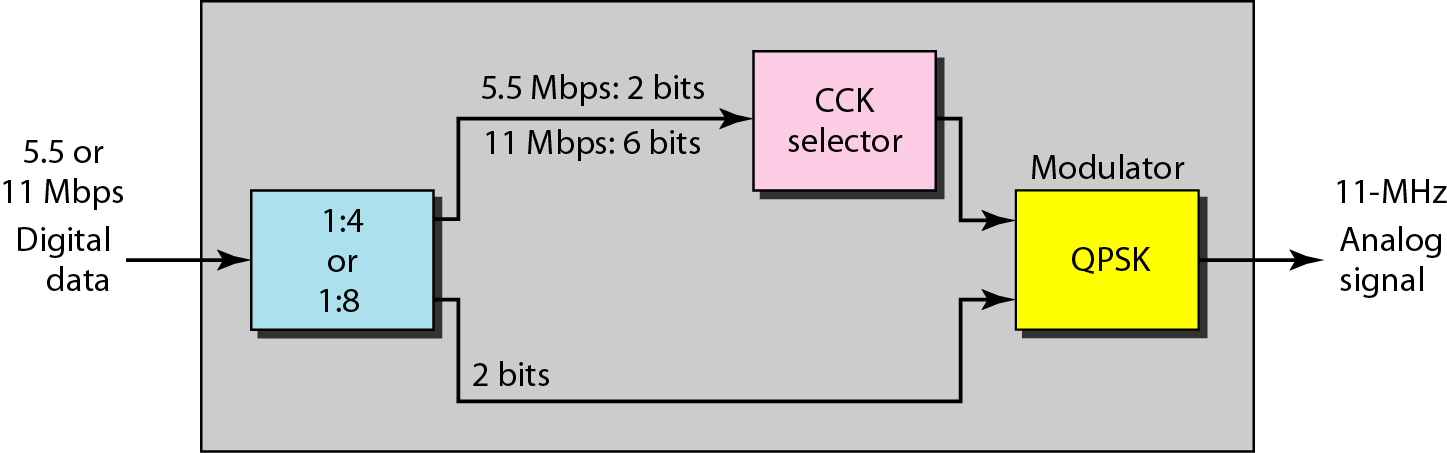 5.5 or
11 Mbps
Digital
data
1:4
or
1:8
5.5 Mbps: 2 bits
11 Mbps: 6 bits
2 bits
CCK
selector
Modulator
QPSK
11-MHz
Analog
signal